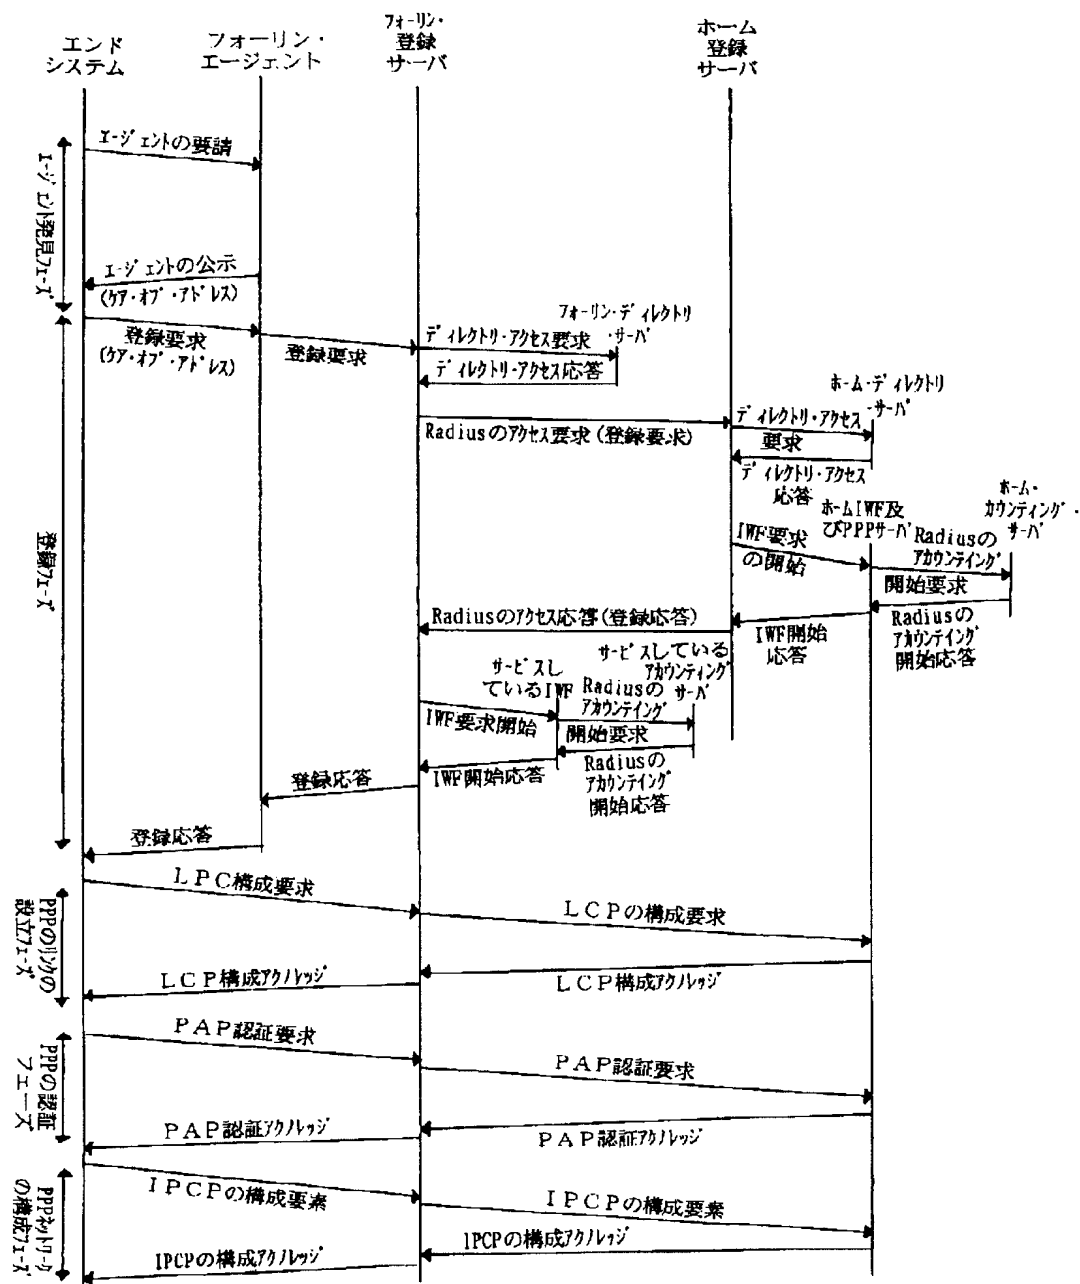 エンド
システム
フォーリン・
エージェント
フォーリン・
登録
サーバ
ホーム
登録
サーバ
エージェントの要請
エージェント発見フェーズ
エージェントの公示
(ケア・オブ・アドレス)
登録要求
(ケア・オブ・アドレス)
登録要求
フォーリン・ディレクトリ
・サーバ
ディレクトリ・アクセス要求
ディレクトリ・アクセス応答
ホーム・ディレクトリ
・サーバ
Radiusのアクセス要求(登録要求)
ディレクトリ・アクセス
要求
ディレクトリ・アクセス
応答
登録フェーズ
ホームIWF及
びPPPサーバ
ホーム・
カウンティング・
サーバ
IWF要求
の開始
Radiusの
アカウンテイング
開始要求
Radiusのアクセス応答(登録応答)
IWF開始
応答
Radiusの
アカウンテイング
開始応答
サービスし
ているIWF
サービスしている
アカウンティング
サーバ
IWF要求開始
Radiusの
アカウンテイング
開始要求
IWF開始応答
Radiusの
アカウンテイング
開始応答
登録応答
登録応答
LPC構成要求
LCPの構成要求
PPPのリンクの
設立フェーズ
LCP構成アクノレッジ
LCP構成アクノレッジ
PAP認証要求
PAP認証要求
PPPの認証
フェーズ
PAP認証アクノレッジ
PAP認証アクノレッジ
IPCPの構成要素
IPCPの構成要素
PPPネットワーク
の構成フェーズ
IPCPの構成アクノレッジ
IPCPの構成アクノレッジ